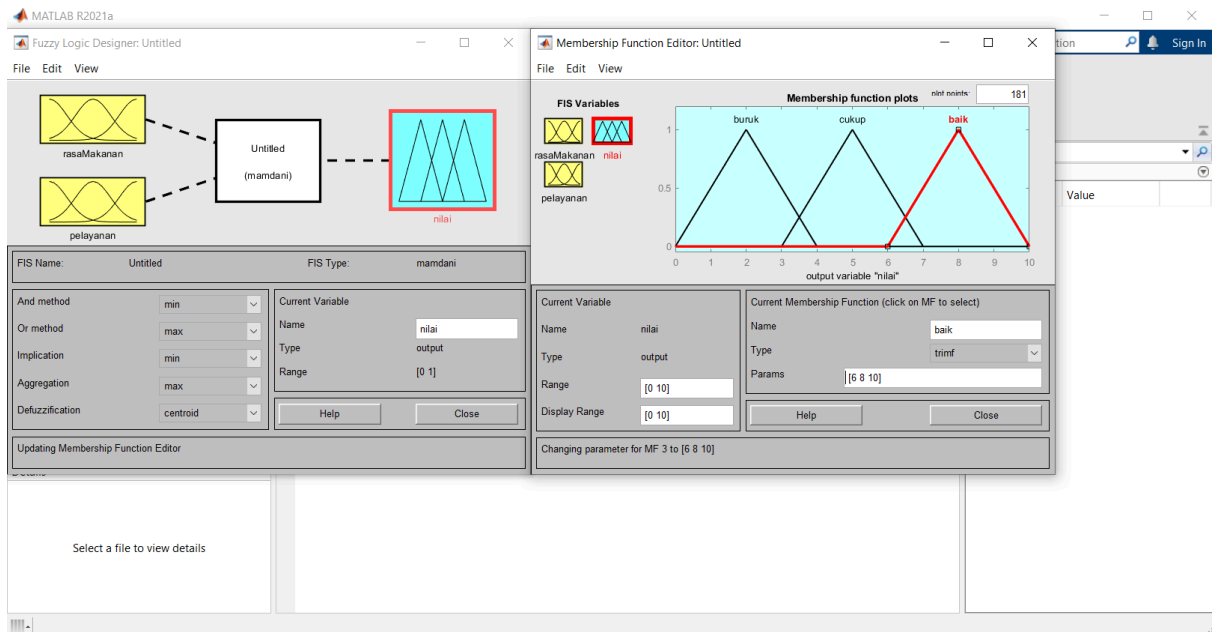 MATLAB R2021a
Fuzzy Logic Designer: Untitled
File Edit View
rasaMakanan
pelayanan
Untitled
(mamdani)
nilai
FIS Name: Untitled FIS Type: mamdani
And method min
Or method max
Implication min
Aggregation max
Defuzzification centroid
Current Variable
Name nilai
Type output
Range [0 1]
Help Close
Updating Membership Function Editor
Select a file to view details
Membership Function Editor: Untitled
File Edit View
FIS Variables
rasaMakanan nilai
pelayanan
Membership function plots plot points: 181
buruk cukup baik
1
0.5
0
0 1 2 3 4 5 6 7 8 9 10
output variable "nilai"
Current Variable
Name nilai
Type output
Range [0 10]
Display Range [0 10]
Current Membership Function (click on MF to select)
Name baik
Type trimf
Params [6 8 10]
Help Close
Changing parameter for MF 3 to [6 8 10]
Sign In
Value